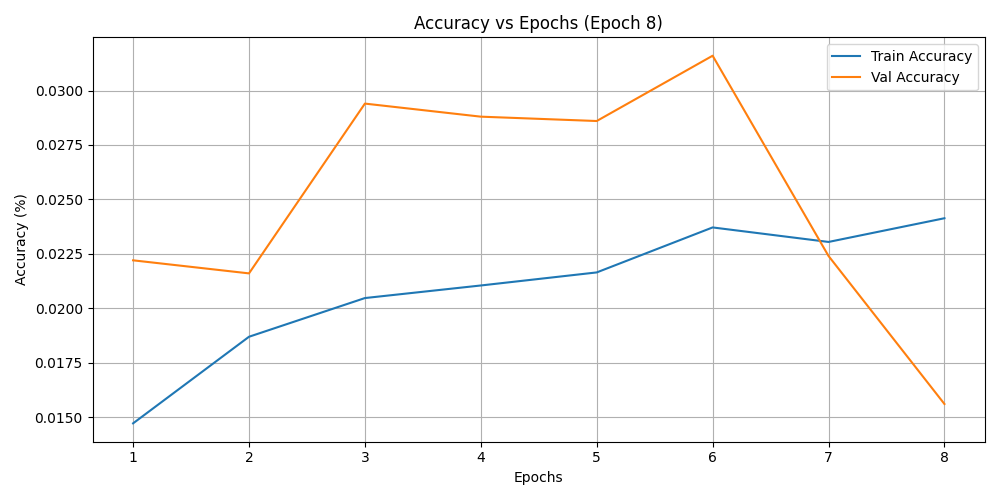 Accuracy vs Epochs (Epoch 8)
Train Accuracy
Val Accuracy
Accuracy (%)
0.0300
0.0275
0.0250
0.0225
0.0200
0.0175
0.0150
1 2 3 4 5 6 7 8
Epochs